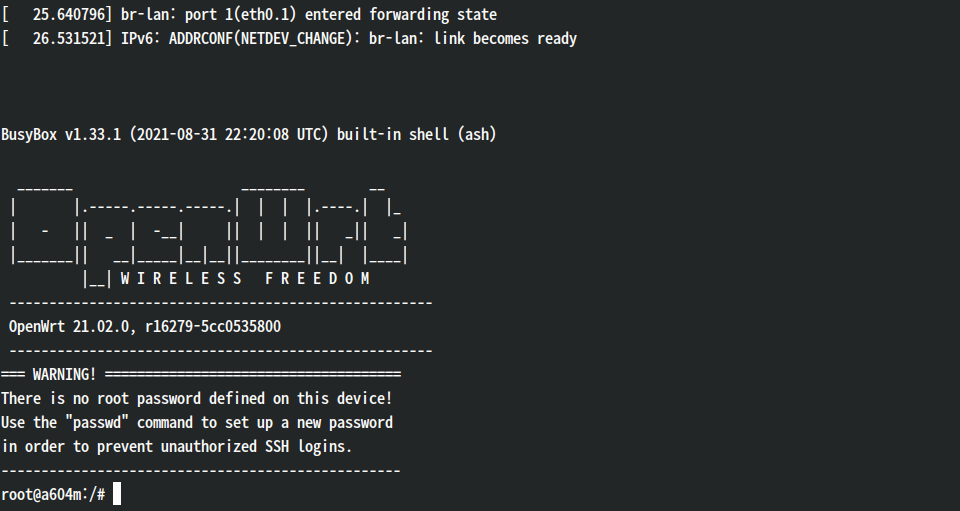 [   25.640796] br-lan: port 1(eth0.1) entered forwarding state
[   26.531521] IPv6: ADDRCONF(NETDEV_CHANGE): br-lan: link becomes ready
BusyBox v1.33.1 (2021-08-31 22:20:08 UTC) built-in shell (ash)
  _______                     ________        __
 |       |.-----.-----.-----.|  |  |  |.----.|  |_
 |   -   ||  _  |  -__|     ||  |  |  ||   _||   _|
 |_______||   __|_____|__|__||________||__|  |____|
          |__| W I R E L E S S   F R E E D O M
 -----------------------------------------------------
 OpenWrt 21.02.0, r16279-5cc0535800
 -----------------------------------------------------
=== WARNING! =====================================
There is no root password defined on this device!
Use the "passwd" command to set up a new password
in order to prevent unauthorized SSH logins.
--------------------------------------------------
root@a604m:/#